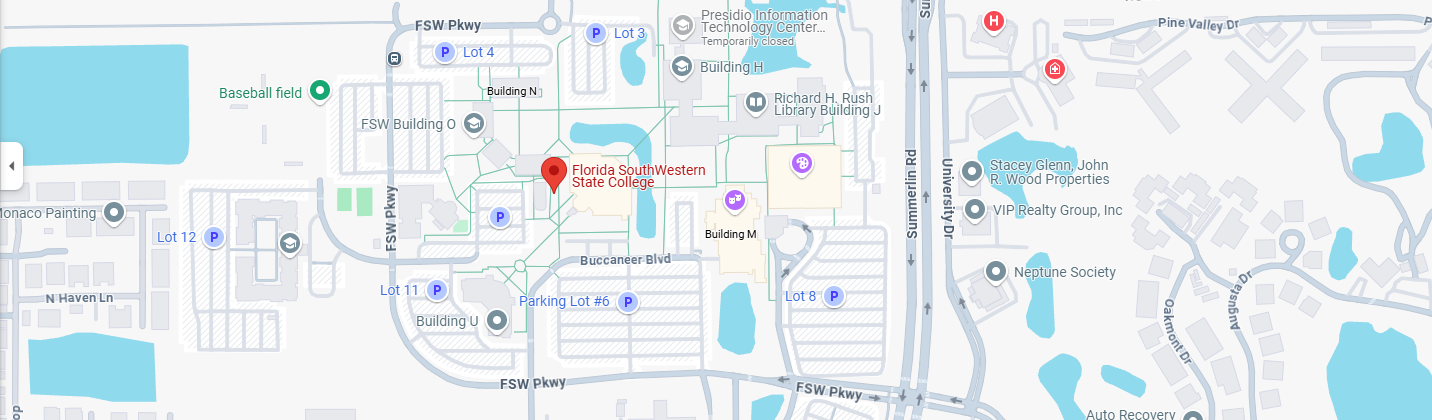 FSW Pkwy
Lot 3
P
Presidio Information
Technology Center...
Temporarily closed
H
Pine Valley Dr
P
Lot 4
Building H
Baseball field
Building N
Richard H. Rush
Library Building J
FSW Building O
Florida SouthWestern
State College
Summerlin Rd
University Dr
Stacey Glenn, John
R. Wood Properties
FSW Pkwy
Monaco Painting
P
VIP Realty Group, Inc
Lot 12
P
Building M
Buccaneer Blvd
Neptune Society
N Haven Ln
Lot 11
P
Parking Lot #6
P
Lot 8
P
Oakmont Dr
Augusta Dr
Building U
FSW Pkwy
FSW Pkwy
Auto Recovery